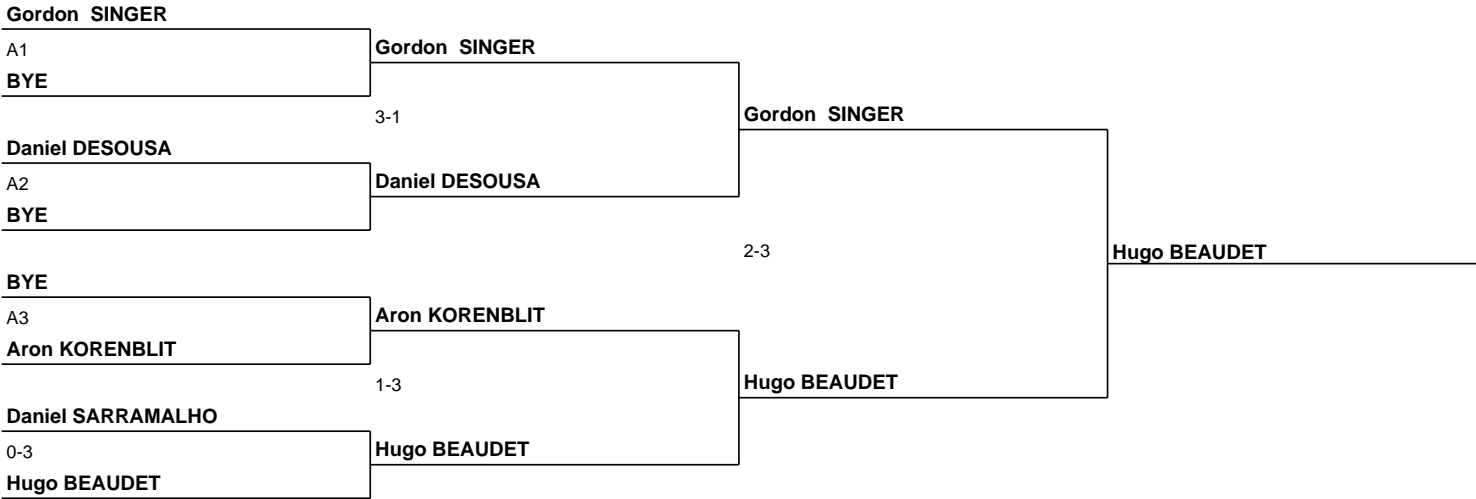 Gordon  SINGER
A1
BYE
Daniel DESOUSA
A2
BYE
BYE
A3
Aron KORENBLIT
Daniel SARRAMALHO
0-3
Hugo BEAUDET
Gordon  SINGER
3-1
Daniel DESOUSA
Aron KORENBLIT
1-3
Hugo BEAUDET
Gordon  SINGER
2-3
Hugo BEAUDET
Hugo BEAUDET